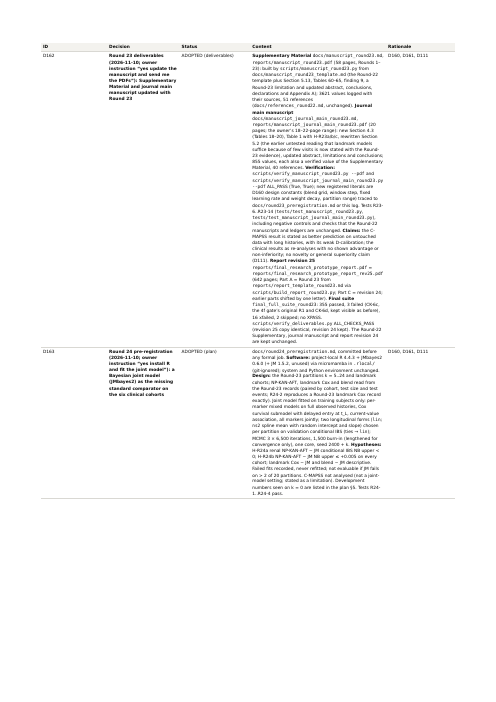 ID Decision Status Content Rationale
D162 Round 23 deliverables (2026-11-10; owner instruction "yes update the manuscript and send me the PDFs"): Supplementary Material and journal main manuscript updated with Round 23
ADOPTED (deliverables)
Supplementary Material docs/manuscript_round23.md,
reports/manuscript_round23.pdf (58 pages, Rounds 1–
23): built by scripts/make_manuscript_round23.py from
docs/manuscript_round23_template.md (the Round-22
template plus Section 5.13, Tables 60–65, finding 9, a
Round-23 limitation and updated abstract, conclusions,
declarations and Appendix A); 3621 values logged with
their sources, 51 references
(docs/references_round22.md, unchanged). Journal
main manuscript
docs/manuscript_journal_main_round23.md,
reports/manuscript_journal_main_round23.pdf (20
pages; the owner's 18–22-page range); new Section 4.3
(Tables 18–20), Table 1 with H-R23a/b/c, rewritten Section
5.2 (the earlier untested reading that landmark models
suffice because of few visits is now stated with the Round-
23 evidence), updated abstract, limitations and conclusions;
855 values, each also a verified value of the Supplementary
Material, 40 references. Verification:
scripts/verify_manuscript_round23.py --pdf and
scripts/verify_manuscript_journal_main_round23.py
--pdf ALL_PASS (True, True); new registered literals are
D160 design constants (blend grid, window step, fixed
learning rate and weight decay, partition range) traced to
docs/round23_preregistration.md or this log. Tests R23-
6..R23-14 (tests/test_manuscript_round23.py,
tests/test_manuscript_journal_main_round23.py),
including negative controls and checks that the Round-22
manuscripts and ledgers are unchanged. Claims: the C-
MAPSS result is stated as better prediction on untouched
data with long histories, with its weak D-calibration; the
clinical results as re-analyses with no shown advantage or
non-inferiority; no novelty or general superiority claim
(D111). Report revision 25
reports/final_research_prototype_report.pdf =
reports/final_research_prototype_report_rev25.pdf
(642 pages; Part A = Round 23 from
reports/report_template_round23.md via
scripts/build_report_round23.py; Part C = revision 24;
earlier parts shifted by one letter). Final suite
final_full_suite_round23: 355 passed, 3 failed (CK6c,
the 4f gate's original R1 and CK6d, kept visible as before),
16 xfailed, 2 skipped; no XPASS.
scripts/verify_deliverables.py ALL_CHECKS_PASS
(revision 25 copy identical, revision 24 kept). The Round-22
Supplementary, journal manuscript and report revision 24
are kept unchanged.
D160, D161, D111
D163 Round 24 pre-registration (2026-11-10; owner instruction "yes install R and fit the joint model"): a Bayesian joint model (JMbayes2) as the missing standard comparator on the six clinical cohorts
ADOPTED (plan)
docs/round24_preregistration.md, committed before
any formal fit. Software: project-local R 4.4.3 + JMbayes2
0.6.0 (+ JM 1.5.2, unused) via micromamba in .rlocal/
(gitignored); system and Python environment unchanged.
Design: the Round-23 partitions k = 5..24 and landmark
cohorts; NP-KAN-AFT, landmark Cox and blend read from
the Round-23 records (paired by cohort, test size and test
events; R24-2 reproduces a Round-23 landmark Cox record
exactly). Joint model fitted on training subjects only: per-
marker mixed models on full observed histories, Cox
survival submodel with delayed entry at t_L, current-value
association, all markers jointly; two longitudinal forms (lin;
ns2 spline mean with random intercept and slope) chosen
per partition on validation conditional IBS (ties → lin);
MCMC 3 × 6,500 iterations, 1,500 burn-in (lengthened for
convergence only), one core, seed 2400 + k. Hypotheses:
H-R24a renal NP-KAN-AFT − JM conditional IBS NB upper <
0; H-R24b NP-KAN-AFT − JM NB upper < +0.005 on every
cohort; landmark Cox − JM and blend − JM descriptive.
Failed fits recorded, never refitted; not evaluable if JM fails
on > 2 of 20 partitions. C-MAPSS not analysed (not a joint-
model setting; stated as a limitation). Development
numbers seen on k = 0 are listed in the plan §5. Tests R24-
1..R24-4 pass.
D160, D161, D111